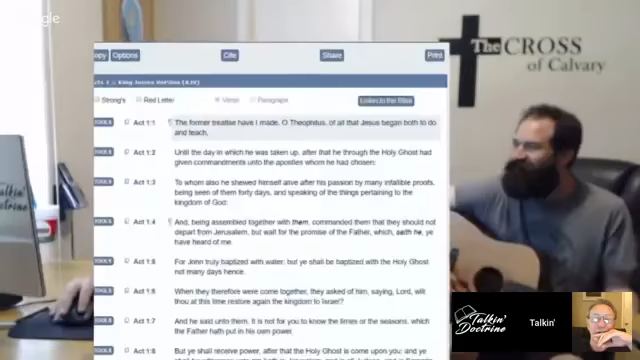 Google
The CROSS
of Calvary
opy Options Cite Share Print
Strong's Red Letter Verse Paragraph Listen to the Bible
Act 1:1 ¶ The former treatise have I made, O Theophilus, of all that Jesus began both to do
and teach,
Act 1:2 Until the day in which he was taken up, after that he through the Holy Ghost had
given commandments unto the apostles whom he had chosen:
Act 1:3 To whom also he shewed himself alive after his passion by many infallible proofs,
being seen of them forty days, and speaking of the things pertaining to the
kingdom of God:
Act 1:4 ¶ And, being assembled together with them, commanded them that they should not
depart from Jerusalem, but wait for the promise of the Father, which, saith he, ye
have heard of me.
Act 1:5 For John truly baptized with water; but ye shall be baptized with the Holy Ghost
not many days hence.
Act 1:6 When they therefore were come together, they asked of him, saying, Lord, wilt
thou at this time restore again the kingdom to Israel?
Act 1:7 And he said unto them, It is not for you to know the times or the seasons, which
the Father hath put in his own power.
Act 1:8 But ye shall receive power, after that the Holy Ghost is come upon you: and ye
Talkin'
Doctrine
Talkin'
Doctrine
Talkin'